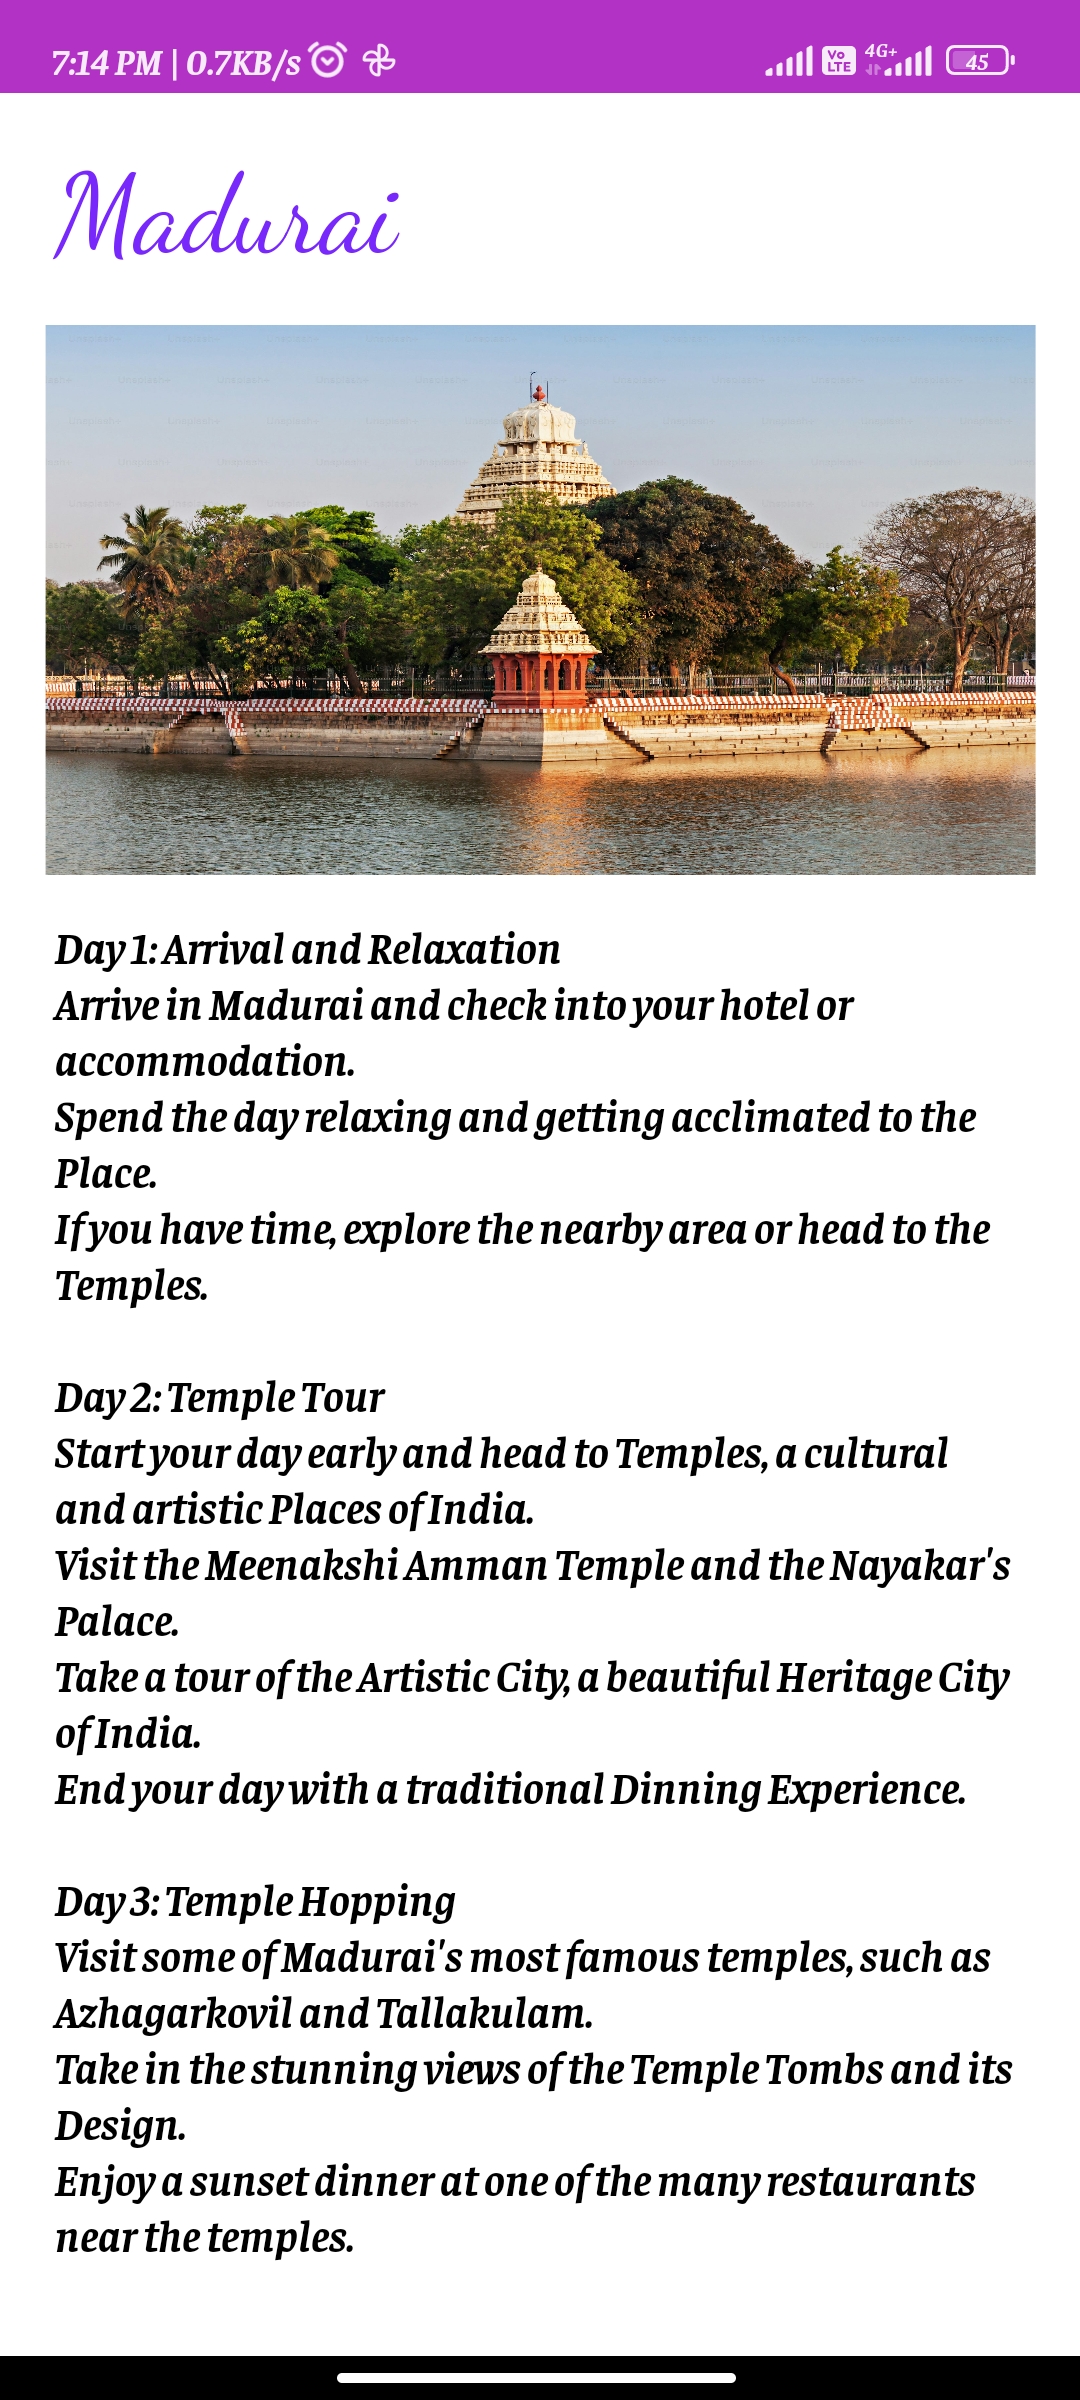 7:14 PM | 0.7KB/s
Vo
LTE
4G+
45
Madurai
Day 1: Arrival and Relaxation
Arrive in Madurai and check into your hotel or
accommodation.
Spend the day relaxing and getting acclimated to the
Place.
If you have time, explore the nearby area or head to the
Temples.
Day 2: Temple Tour
Start your day early and head to Temples, a cultural
and artistic Places of India.
Visit the Meenakshi Amman Temple and the Nayakar's
Palace.
Take a tour of the Artistic City, a beautiful Heritage City
of India.
End your day with a traditional Dinning Experience.
Day 3: Temple Hopping
Visit some of Madurai's most famous temples, such as
Azhagarkovil and Tallakulam.
Take in the stunning views of the Temple Tombs and its
Design.
Enjoy a sunset dinner at one of the many restaurants
near the temples.